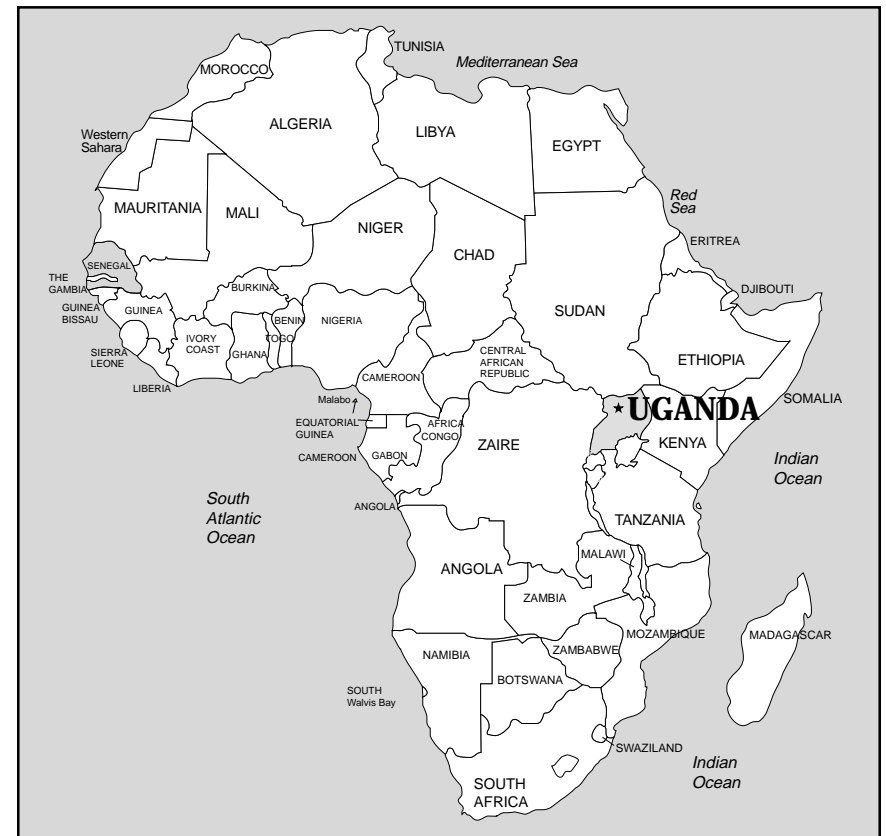 TUNISIA
Mediterranean Sea
MOROCCO
ALGERIA
LIBYA
EGYPT
Western
Sahara
Red
Sea
MAURITANIA
MALI
NIGER
CHAD
ERITREA
SENEGAL
THE
GAMBIA
BURKINA
DJIBOUTI
GUINEA
BISSAU
GUINEA
BENIN
NIGERIA
SUDAN
IVORY
COAST
TOGO
GHANA
SIERRA
LEONE
CENTRAL
AFRICAN
REPUBLIC
ETHIOPIA
LIBERIA
CAMEROON
SOMALIA
Malabo
UGANDA
EQUATORIAL
GUINEA
AFRICA
CONGO
ZAIRE
KENYA
CAMEROON
GABON
Indian
Ocean
South
Atlantic
Ocean
ANGOLA
TANZANIA
ANGOLA
MALAWI
ZAMBIA
MOZAMBIQUE
MADAGASCAR
NAMIBIA
ZAMBABWE
BOTSWANA
SOUTH
Walvis Bay
SWAZILAND
Indian
Ocean
SOUTH
AFRICA